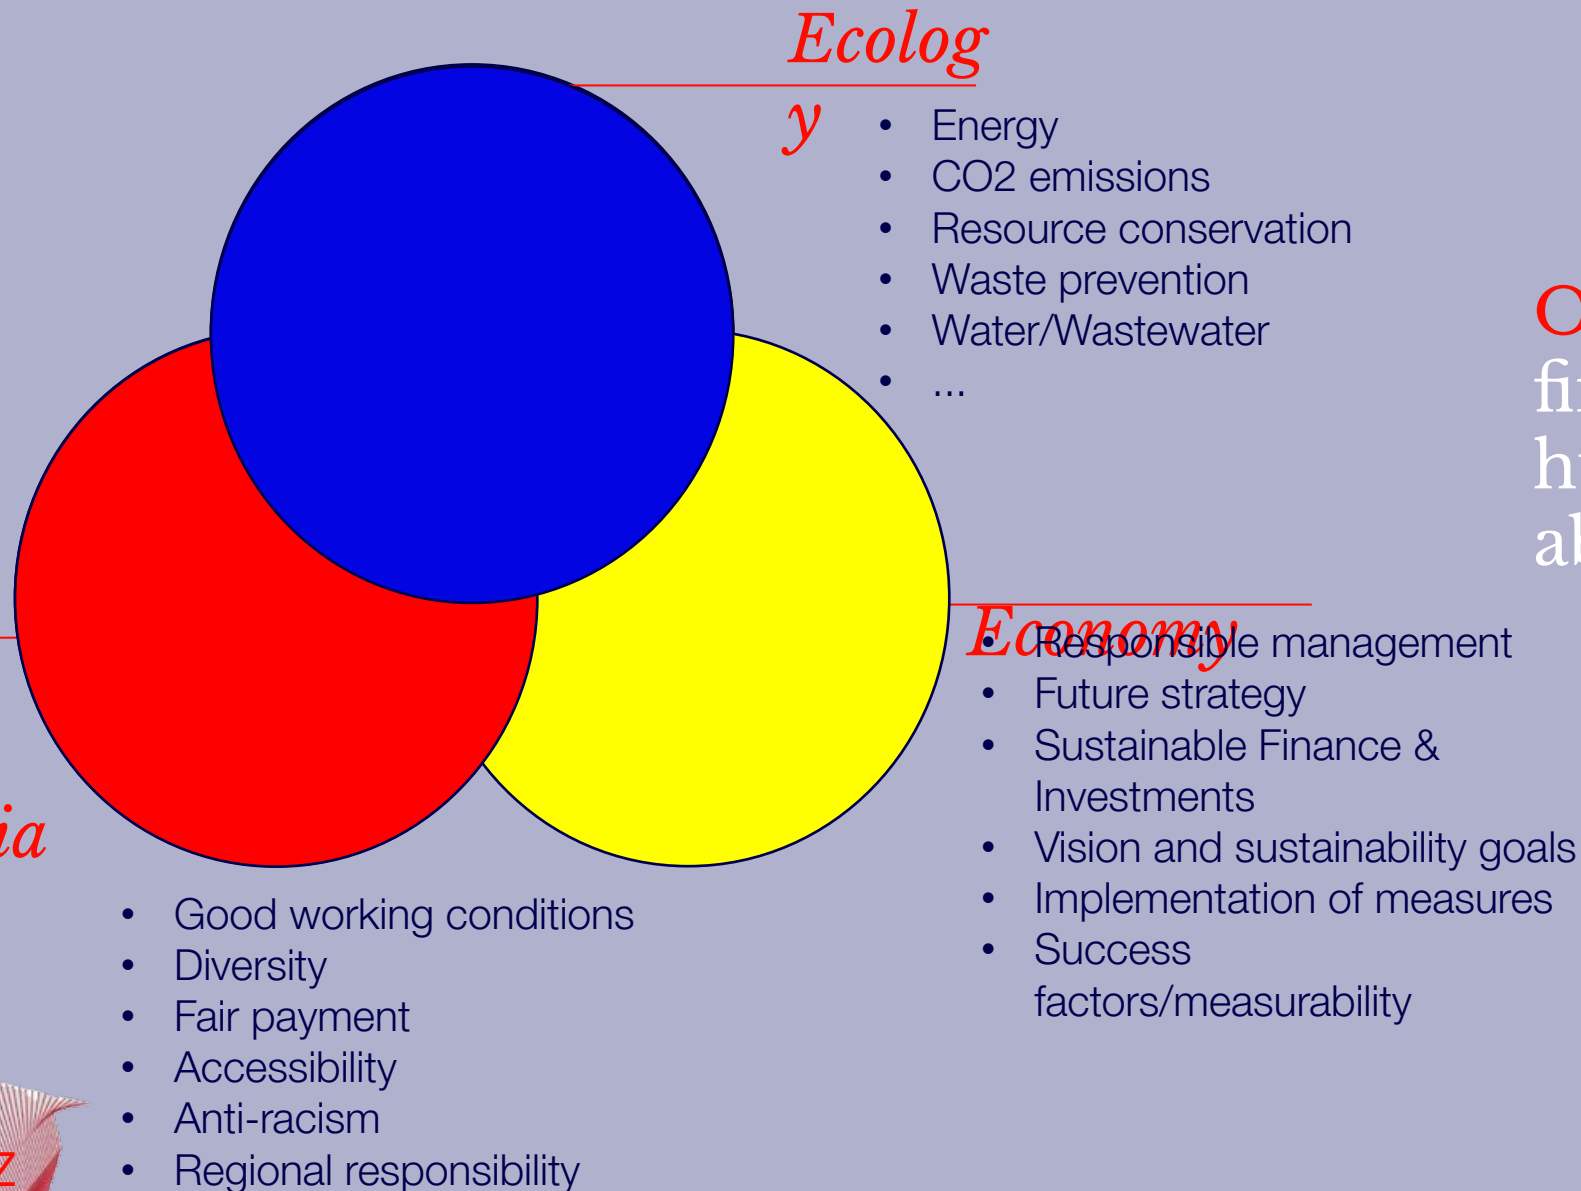 Ecolog
y
• Energy
• CO2 emissions
• Resource conservation
• Waste prevention
• Water/Wastewater
• ...
Economy
• Responsible management
• Future strategy
• Sustainable Finance &
Investments
• Vision and sustainability goals
• Implementation of measures
• Success
factors/measurability
• Good working conditions
• Diversity
• Fair payment
• Accessibility
• Anti-racism
• Regional responsibility